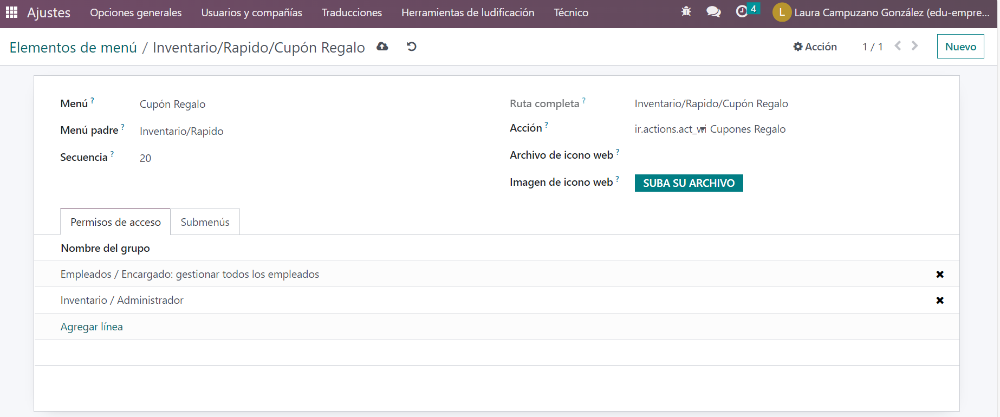 Ajustes Opciones generales Usuarios y compañías Traducciones Herramientas de ludificación Técnico 4 L Laura Campuzano González (edu-empre...
Elementos de menú / Inventario/Rapido/Cupón Regalo Acción 1 / 1 Nuevo
Menú ? Cupón Regalo Ruta completa ? Inventario/Rapido/Cupón Regalo
Menú padre ? Inventario/Rapido Acción ? ir.actions.act_wi Cupones Regalo
Secuencia ? 20 Archivo de icono web ?
Imagen de icono web ? SUBA SU ARCHIVO
Permisos de acceso Submenús
Nombre del grupo
Empleados / Encargado: gestionar todos los empleados
Inventario / Administrador
Agregar línea